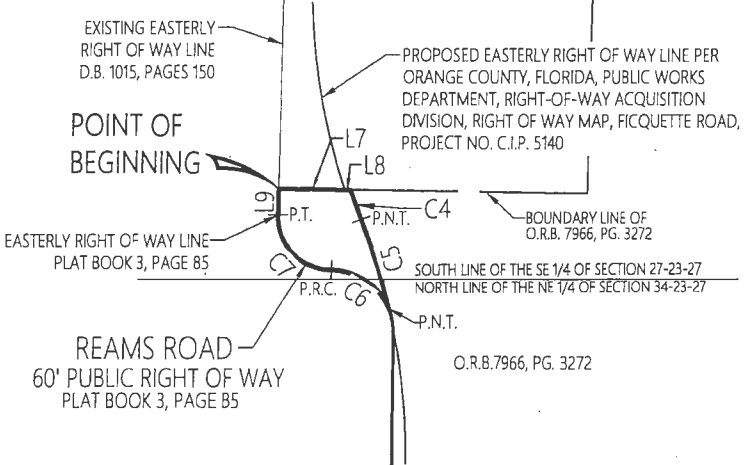 EXISTING EASTERLY
RIGHT OF WAY LINE
D.B. 1015, PAGES 150
PROPOSED EASTERLY RIGHT OF WAY LINE PER
ORANGE COUNTY, FLORIDA, PUBLIC WORKS
DEPARTMENT, RIGHT-OF-WAY ACQUISITION
DIVISION, RIGHT OF WAY MAP, FICQUETTE ROAD,
PROJECT NO. C.I.P. 5140
POINT OF
BEGINNING
L7
L8
L9
P.T.
P.N.T.
C4
BOUNDARY LINE OF
O.R.B. 7966, PG. 3272
EASTERLY RIGHT OF WAY LINE
PLAT BOOK 3, PAGE 85
C7
P.R.C.
C6
C5
SOUTH LINE OF THE SE 1/4 OF SECTION 27-23-27
NORTH LINE OF THE NE 1/4 OF SECTION 34-23-27
P.N.T.
REAMS ROAD
60' PUBLIC RIGHT OF WAY
PLAT BOOK 3, PAGE 85
O.R.B.7966, PG. 3272